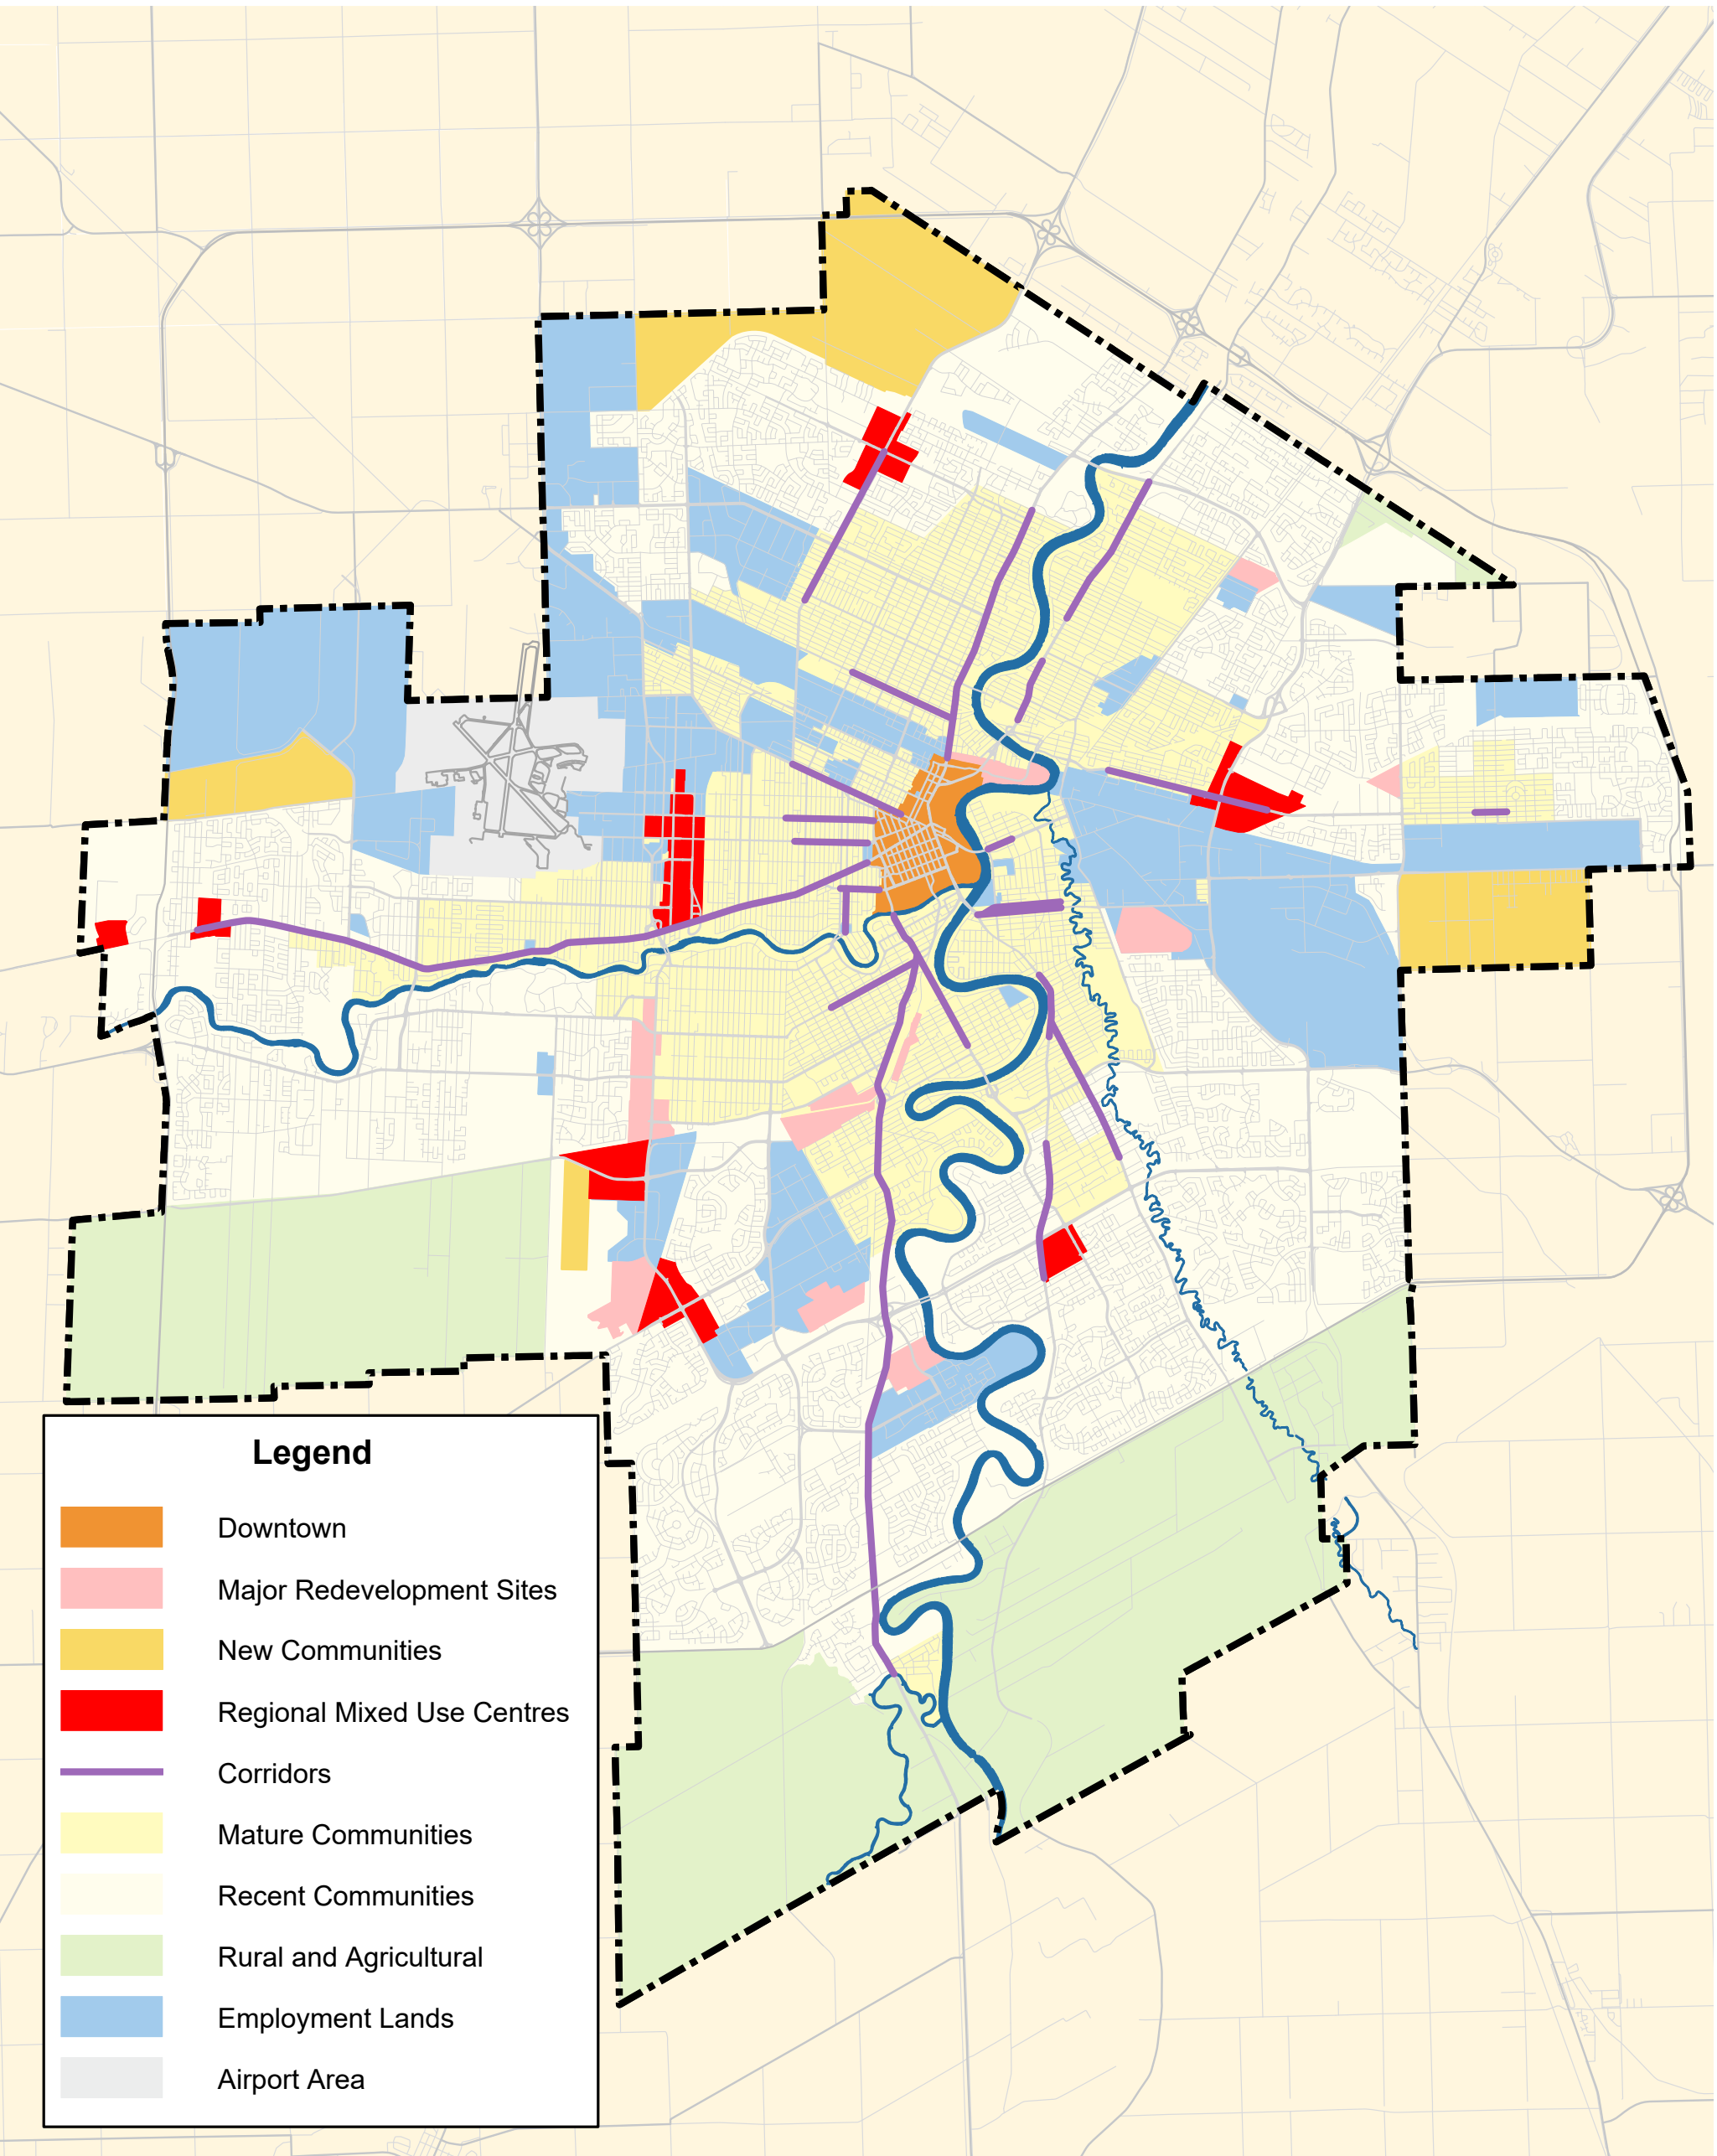 Legend
Downtown
Major Redevelopment Sites
New Communities
Regional Mixed Use Centres
Corridors
Mature Communities
Recent Communities
Rural and Agricultural
Employment Lands
Airport Area